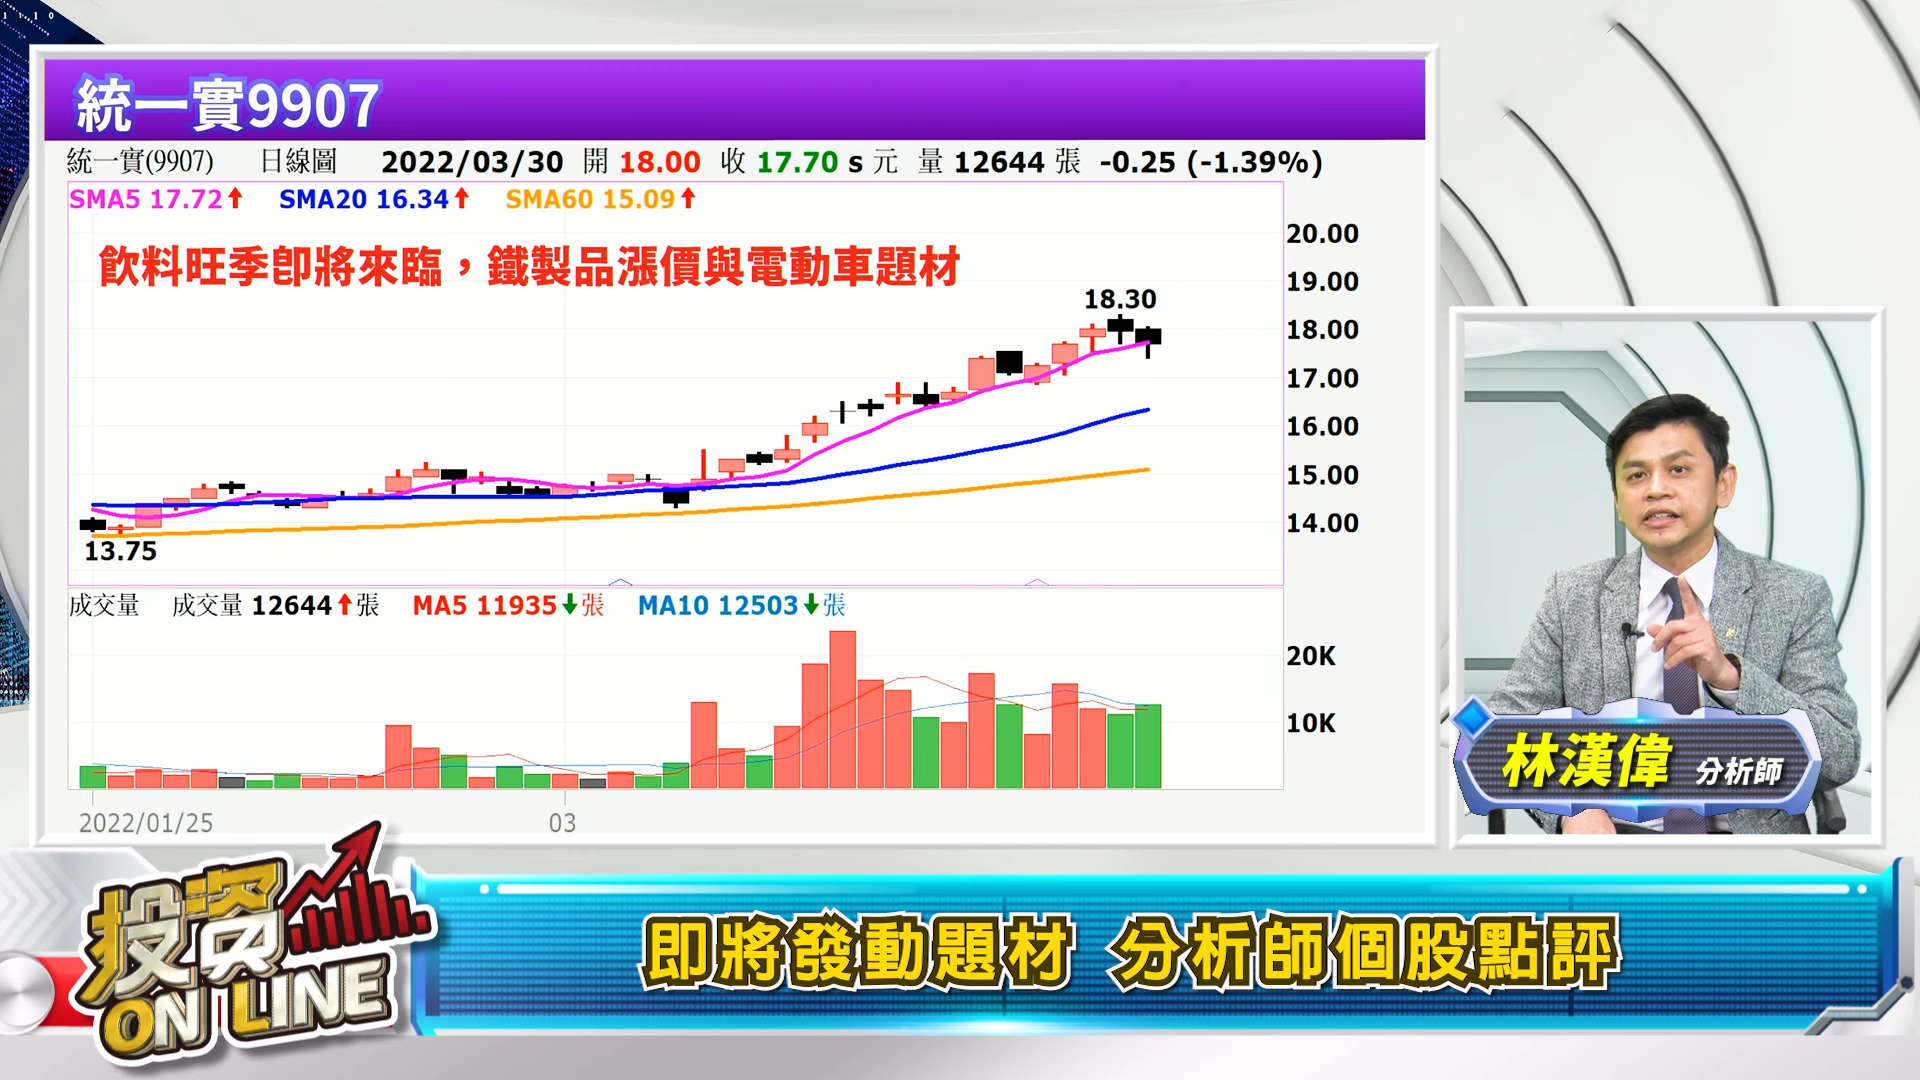 統一實9907
統一實(9907) 日線圖 2022/03/30 開 18.00 收 17.70 s 元 量 12644 張 -0.25 (-1.39%)
SMA5 17.72↑ SMA20 16.34↑ SMA60 15.09↑
飲料旺季即將來臨，鐵製品漲價與電動車題材
20.00
19.00
18.30
18.00
17.00
16.00
15.00
14.00
13.75
成交量 成交量 12644↑張 MA5 11935↓張 MA10 12503↓張
20K
10K
2022/01/25 03
林漢偉 分析師
投資
ON LINE
即將發動題材 分析師個股點評